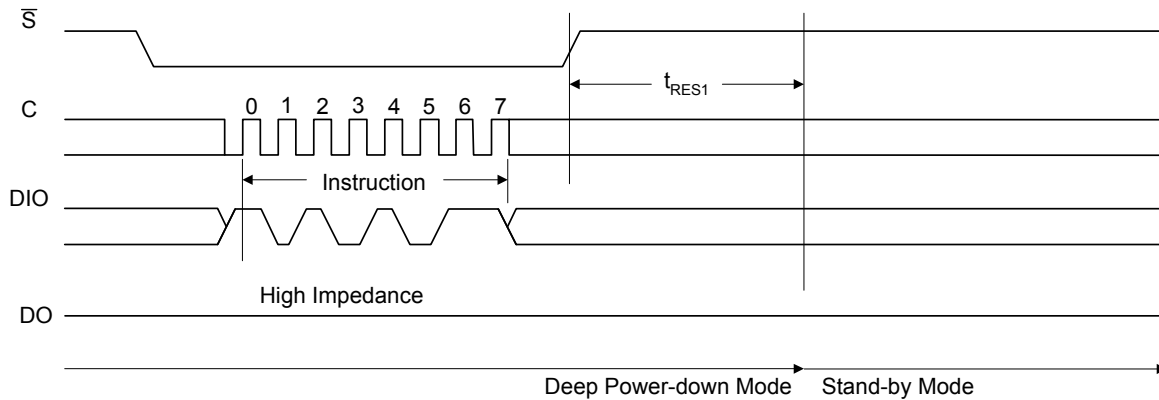 S̅
t_RES1
C
0 1 2 3 4 5 6 7
Instruction
DIO
High Impedance
DO
Deep Power-down Mode Stand-by Mode